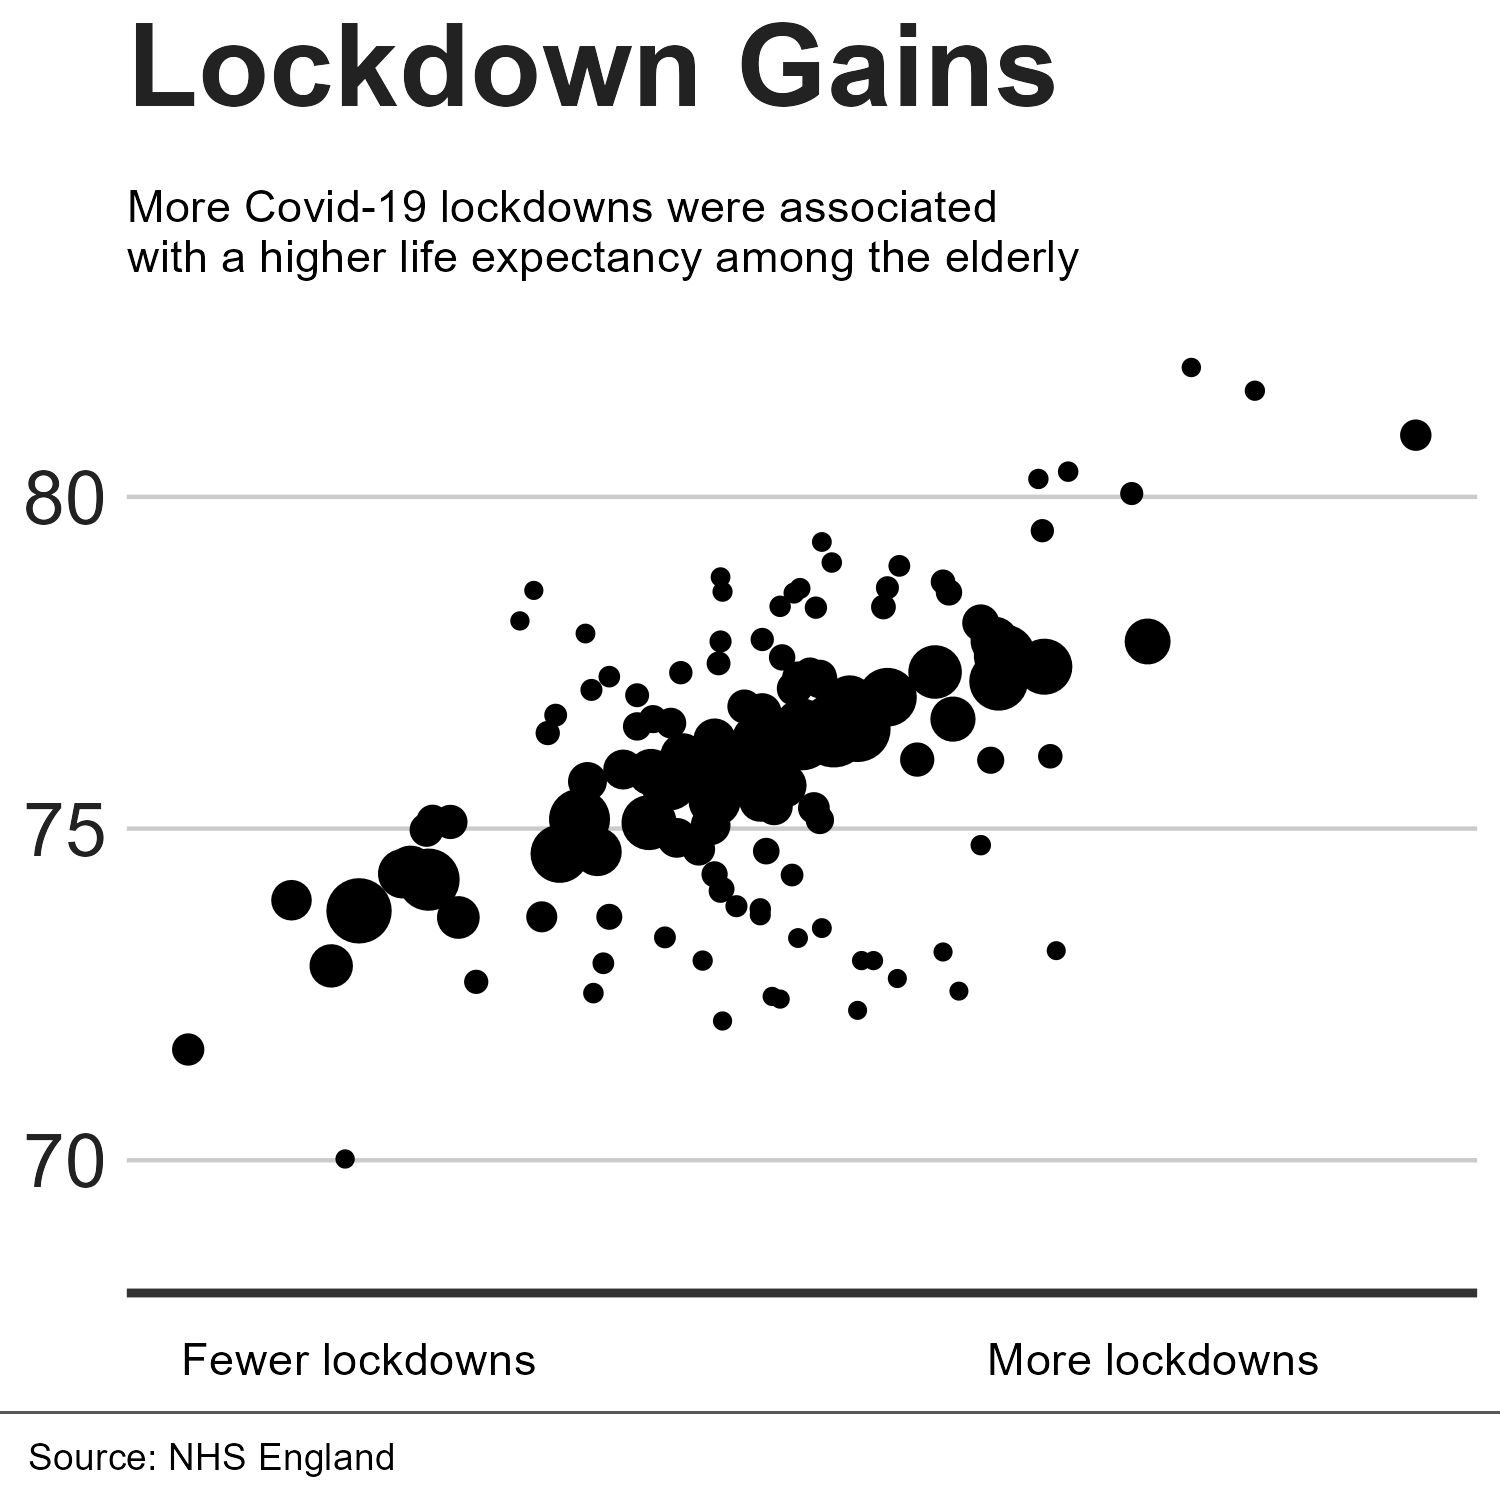 Lockdown Gains
More Covid-19 lockdowns were associated
with a higher life expectancy among the elderly
80
75
70
Fewer lockdowns
More lockdowns
Source: NHS England